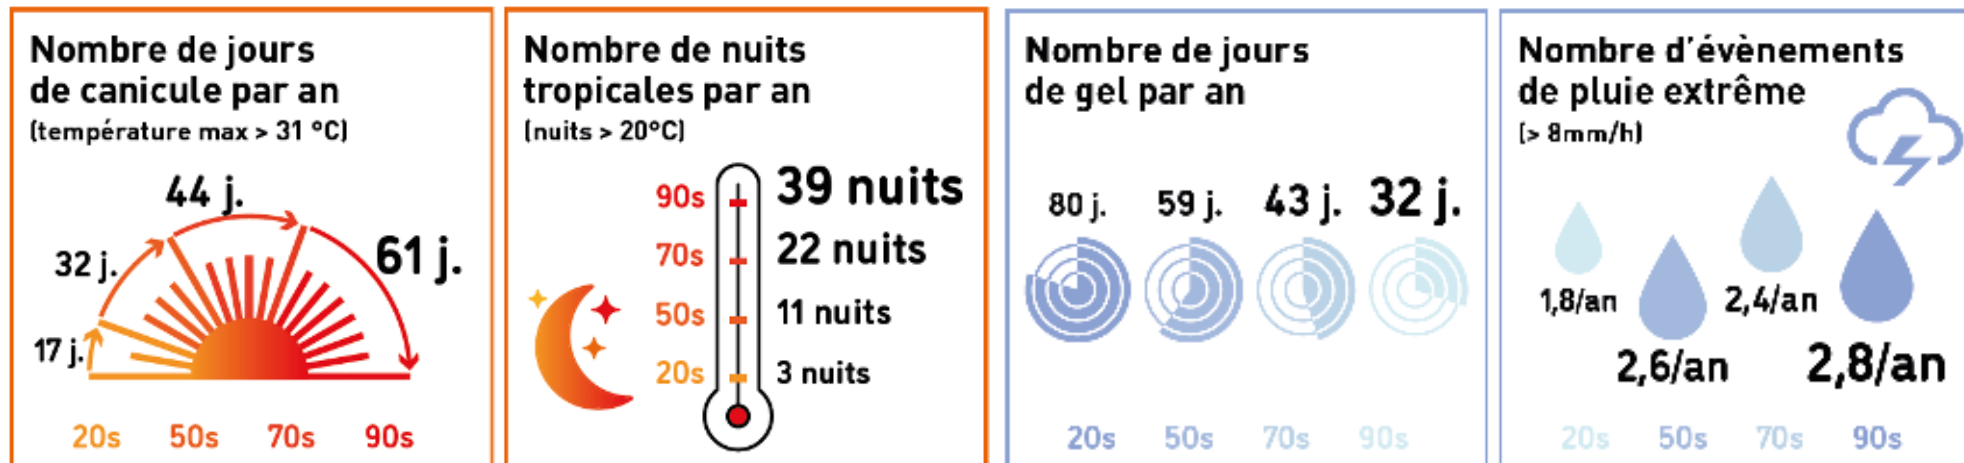 Nombre de jours
de canicule par an
(température max > 31 °C)
44 j.
32 j.
61 j.
17 j.
20s 50s 70s 90s
Nombre de nuits
tropicales par an
(nuits > 20°C)
90s 39 nuits
70s 22 nuits
50s 11 nuits
20s 3 nuits
Nombre de jours
de gel par an
80 j. 59 j. 43 j. 32 j.
20s 50s 70s 90s
Nombre d'évènements
de pluie extrême
(> 8mm/h)
1,8/an 2,4/an
2,6/an 2,8/an
20s 50s 70s 90s